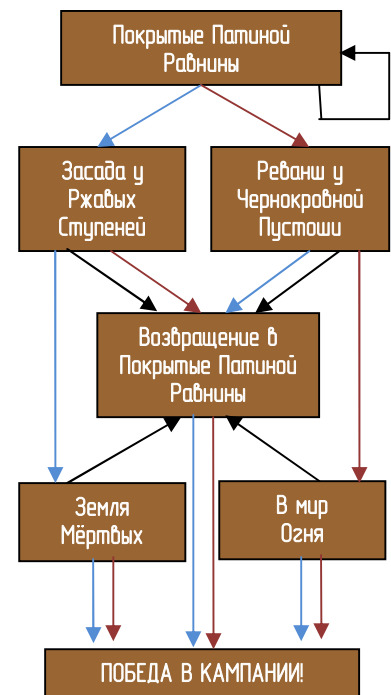 Покрытые Патиной
Равнины
Засада у
Ржавых
Ступеней
Реванш у
Чернокровной
Пустоши
Возвращение в
Покрытые Патиной
Равнины
Земля
Мёртвых
В мир
Огня
ПОБЕДА В КАМПАНИИ!